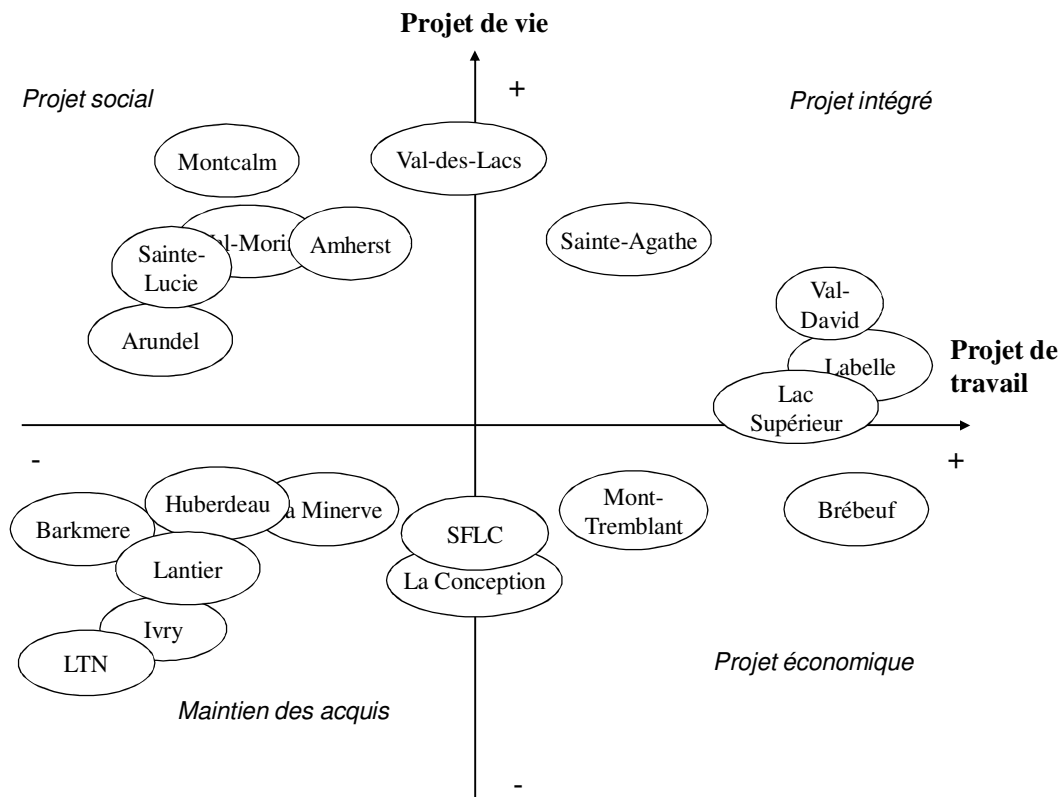 Projet de vie
Projet social
+
Projet intégré
Montcalm
Val-des-Lacs
Sainte-
Lucie
Amherst
Sainte-Agathe
Arundel
Val-
David
Labelle
Projet de
travail
Lac
Supérieur
-
+
Huberdeau
Minerve
Barkmere
SFLC
Mont-
Tremblant
Brébeuf
Lantier
La Conception
Ivry
LTN
Projet économique
Maintien des acquis
-